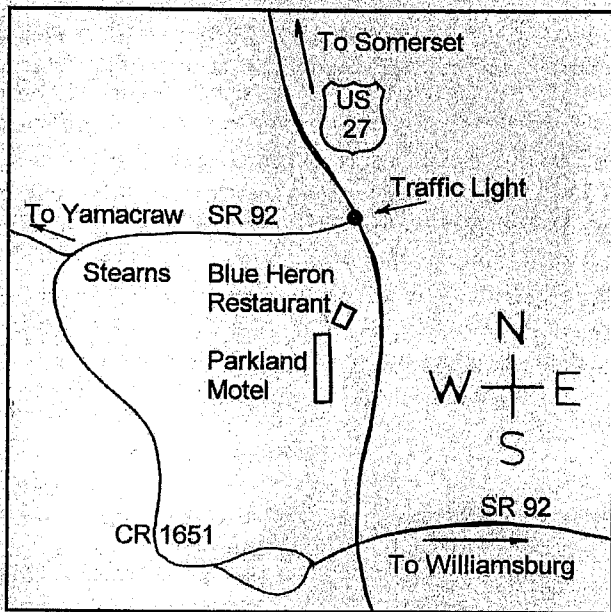 To Somerset
US
27
Traffic Light
To Yamacraw SR 92
Stearns
Blue Heron
Restaurant
Parkland
Motel
N
W E
S
SR 92
CR 1651
To Williamsburg